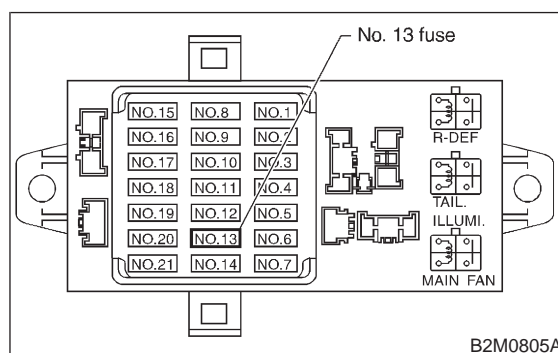 No. 13 fuse
NO.15 NO.8 NO.1
NO.16 NO.9 NO.2
NO.17 NO.10 NO.3
NO.18 NO.11 NO.4
NO.19 NO.12 NO.5
NO.20 NO.13 NO.6
NO.21 NO.14 NO.7
R-DEF
TAIL.
ILLUMI.
MAIN FAN
B2M0805A